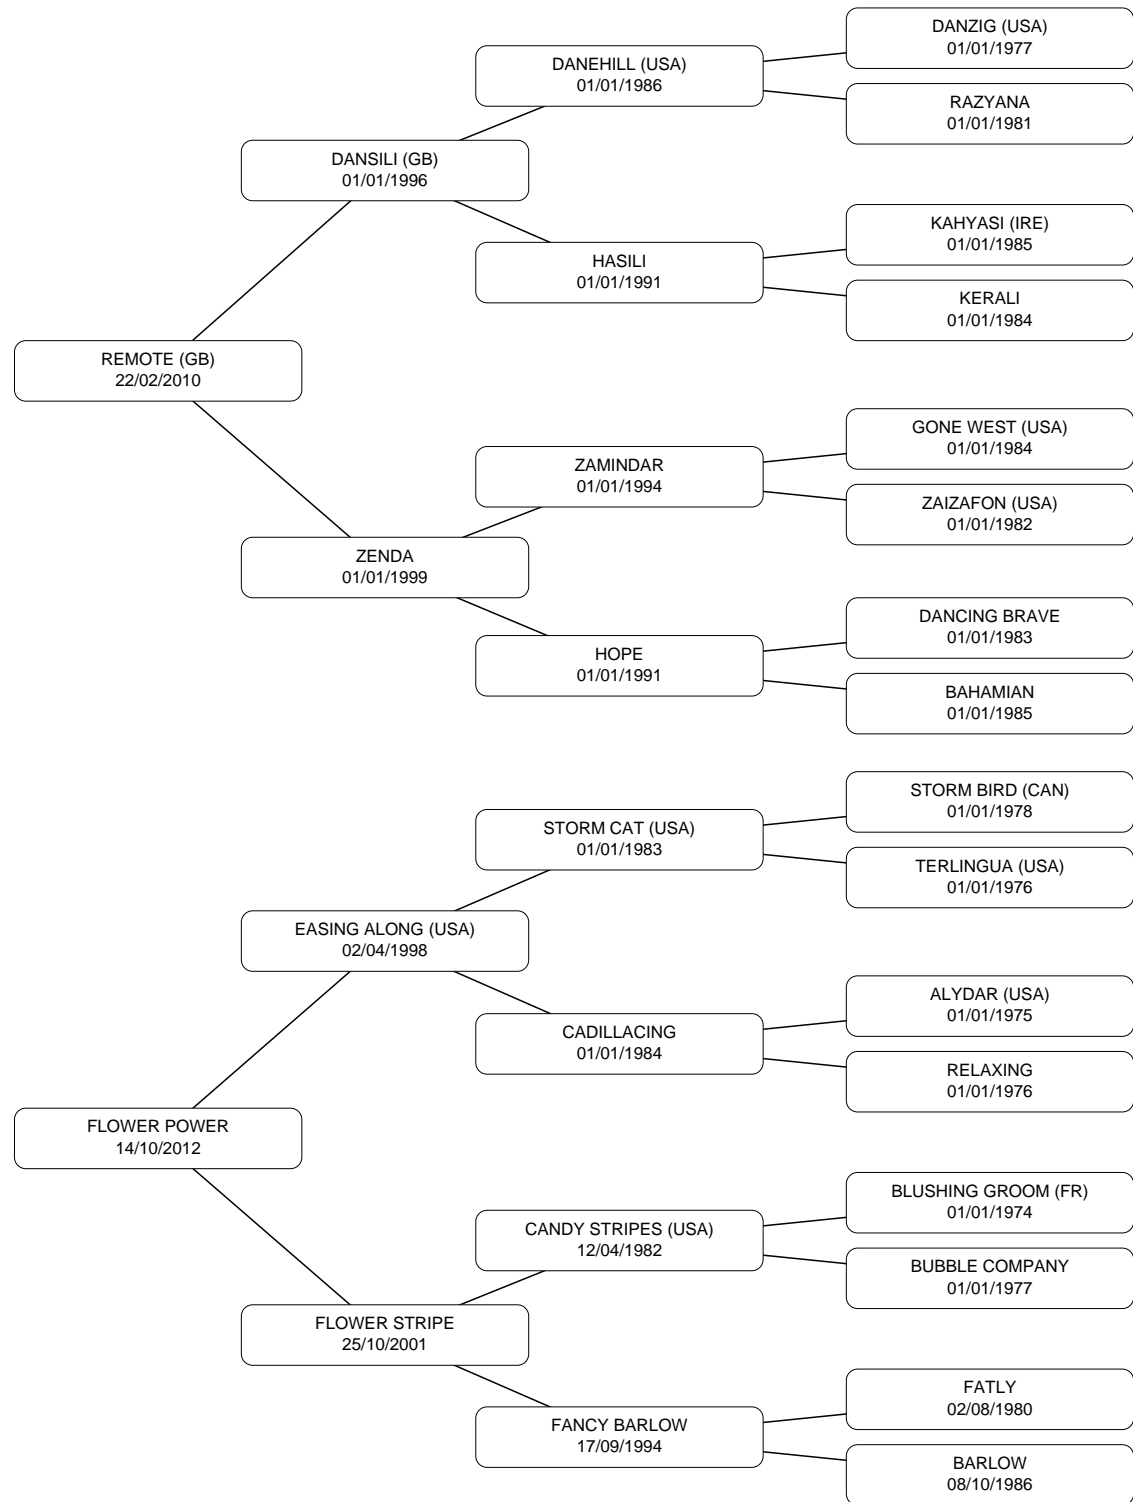 DANZIG (USA)
01/01/1977
DANEHILL (USA)
01/01/1986
RAZYANA
01/01/1981
DANSILI (GB)
01/01/1996
KAHYASI (IRE)
01/01/1985
HASILI
01/01/1991
KERALI
01/01/1984
REMOTE (GB)
22/02/2010
GONE WEST (USA)
01/01/1984
ZAMINDAR
01/01/1994
ZAIZAFON (USA)
01/01/1982
ZENDA
01/01/1999
DANCING BRAVE
01/01/1983
HOPE
01/01/1991
BAHAMIAN
01/01/1985
STORM BIRD (CAN)
01/01/1978
STORM CAT (USA)
01/01/1983
TERLINGUA (USA)
01/01/1976
EASING ALONG (USA)
02/04/1998
ALYDAR (USA)
01/01/1975
CADILLACING
01/01/1984
RELAXING
01/01/1976
FLOWER POWER
14/10/2012
BLUSHING GROOM (FR)
01/01/1974
CANDY STRIPES (USA)
12/04/1982
BUBBLE COMPANY
01/01/1977
FLOWER STRIPE
25/10/2001
FATLY
02/08/1980
FANCY BARLOW
17/09/1994
BARLOW
08/10/1986